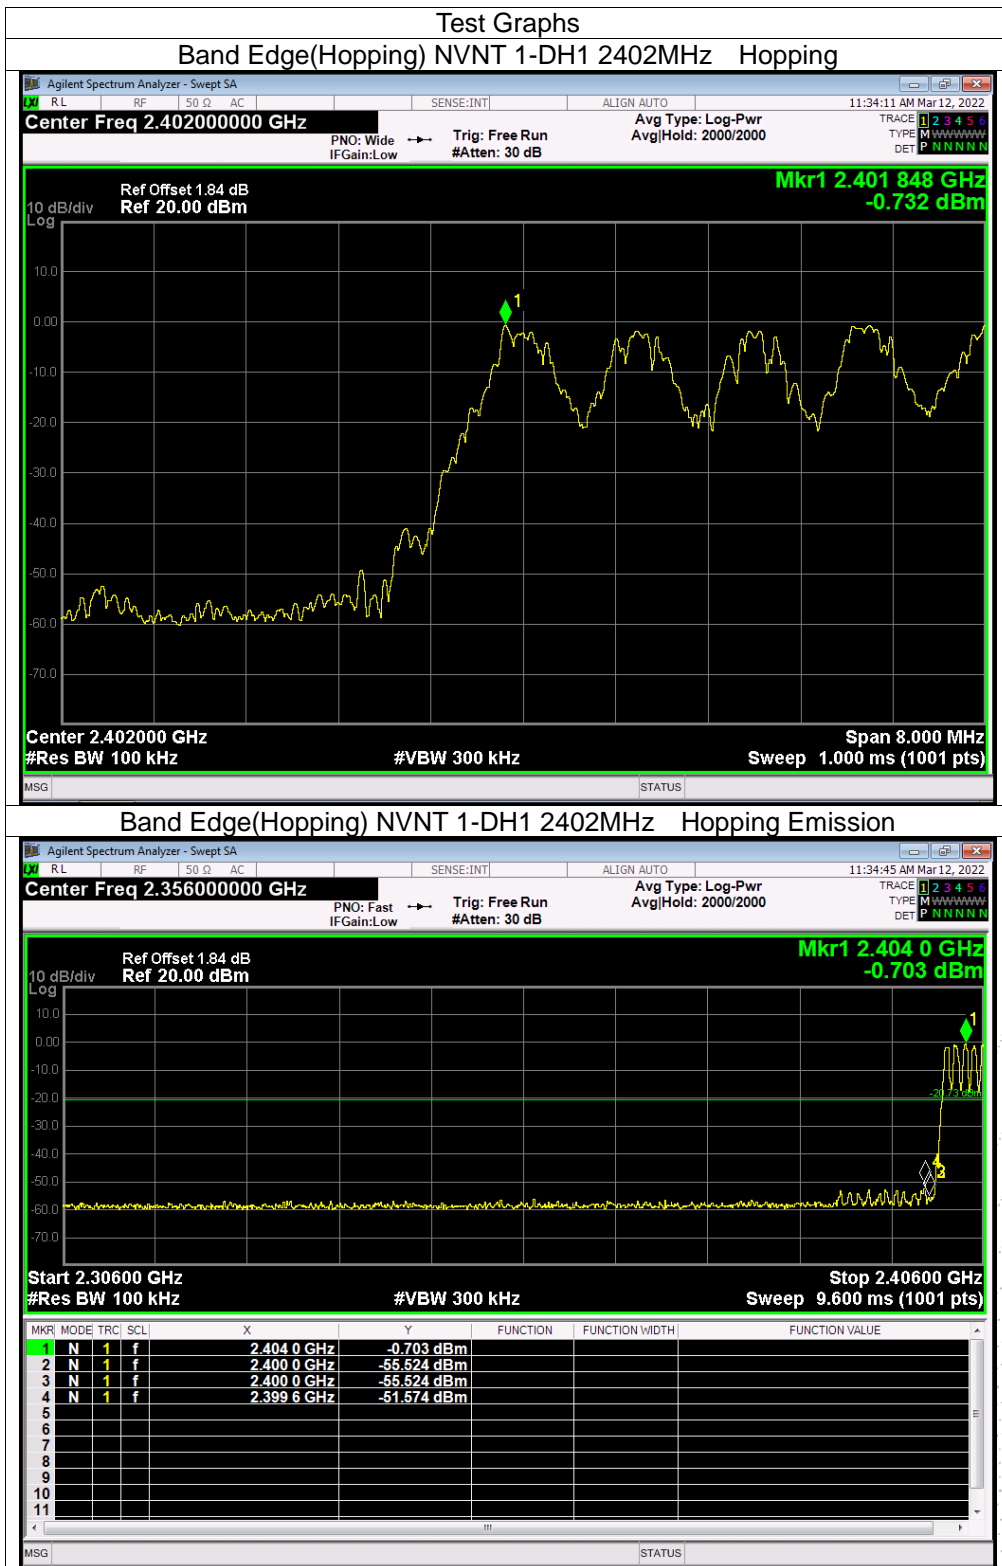 Test Graphs
Band Edge(Hopping) NVNT 1-DH1 2402MHz Hopping
Agilent Spectrum Analyzer - Swept SA
LXI RL RF 50 Ω AC SENSE:INT ALIGN AUTO 11:34:11 AM Mar 12, 2022
Center Freq 2.402000000 GHz Avg Type: Log-Pwr TRACE 1 2 3 4 5 6
PNO: Wide Trig: Free Run Avg|Hold: 2000/2000 TYPE M WWWWW
IFGain:Low #Atten: 30 dB DET P N N N N N
Mkr1 2.401 848 GHz
Ref Offset 1.84 dB
10 dB/div Ref 20.00 dBm -0.732 dBm
Log
10.0
1
0.00
-10.0
-20.0
-30.0
-40.0
-50.0
-60.0
-70.0
Center 2.402000 GHz Span 8.000 MHz
#Res BW 100 kHz #VBW 300 kHz Sweep 1.000 ms (1001 pts)
MSG STATUS
Band Edge(Hopping) NVNT 1-DH1 2402MHz Hopping Emission
Agilent Spectrum Analyzer - Swept SA
LXI RL RF 50 Ω AC SENSE:INT ALIGN AUTO 11:34:45 AM Mar 12, 2022
Center Freq 2.356000000 GHz Avg Type: Log-Pwr TRACE 1 2 3 4 5 6
PNO: Fast Trig: Free Run Avg|Hold: 2000/2000 TYPE M WWWWW
IFGain:Low #Atten: 30 dB DET P N N N N N
Mkr1 2.404 0 GHz
Ref Offset 1.84 dB
10 dB/div Ref 20.00 dBm -0.703 dBm
Log
10.0
1
0.00
-10.0
-20.0
-20.73 dBm
-30.0
-40.0
-50.0
-60.0
-70.0
Start 2.30600 GHz Stop 2.40600 GHz
#Res BW 100 kHz #VBW 300 kHz Sweep 9.600 ms (1001 pts)
MKR MODE TRC SCL X Y FUNCTION FUNCTION WIDTH FUNCTION VALUE
1 N 1 f 2.404 0 GHz -0.703 dBm
2 N 1 f 2.400 0 GHz -55.524 dBm
3 N 1 f 2.400 0 GHz -55.524 dBm
4 N 1 f 2.399 6 GHz -51.574 dBm
5
6
7
8
9
10
11
MSG STATUS